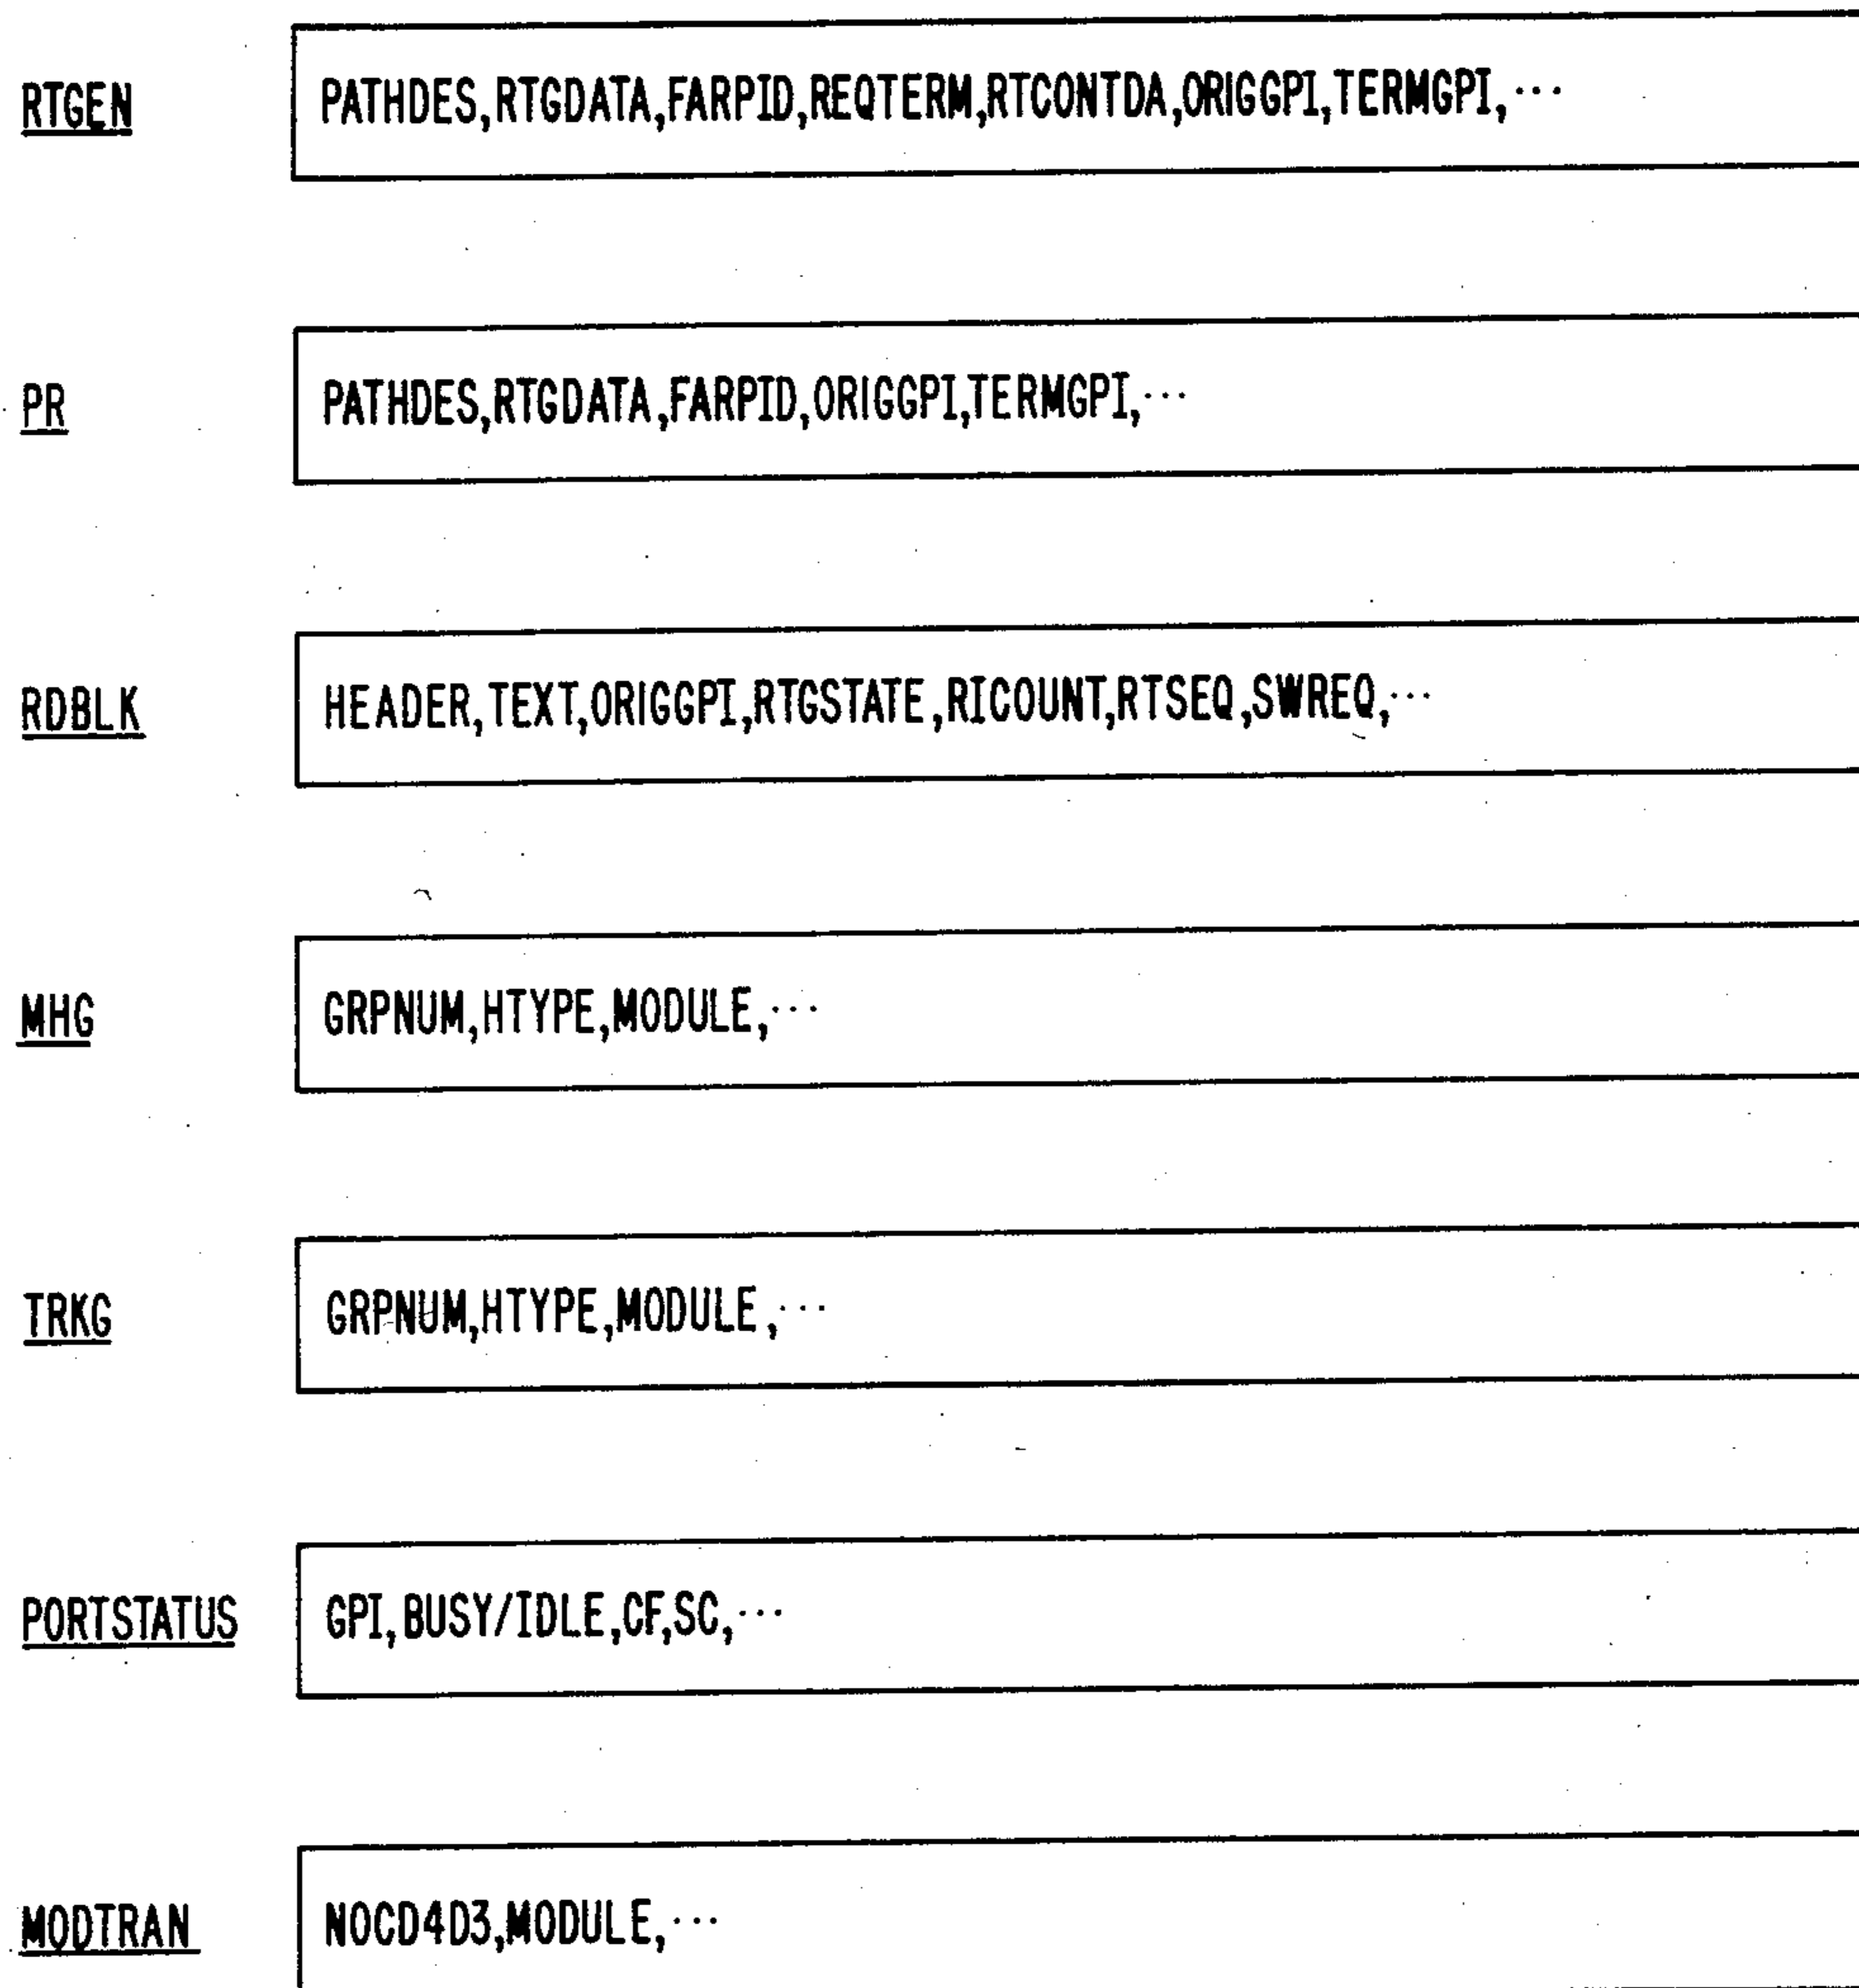 RTGEN PATHDES,RTGDATA,FARPID,REQTERM,RTCONTDA,ORIGGPI,TERMGPI,···
PR PATHDES,RTGDATA,FARPID,ORIGGPI,TERMGPI,···
RDBLK HEADER,TEXT,ORIGGPI,RTGSTATE,RICOUNT,RTSEQ,SWREQ,···
MHG GRPNUM,HTYPE,MODULE,···
TRKG GRPNUM,HTYPE,MODULE,···
PORTSTATUS GPI,BUSY/IDLE,CF,SC,···
MODTRAN NOCD4D3,MODULE,···